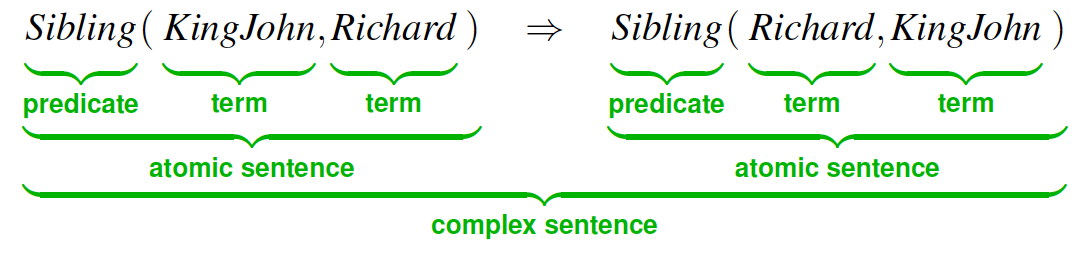 Sibling( KingJohn, Richard ) ⇒ Sibling( Richard, KingJohn )
predicate term term predicate term term
atomic sentence atomic sentence
complex sentence